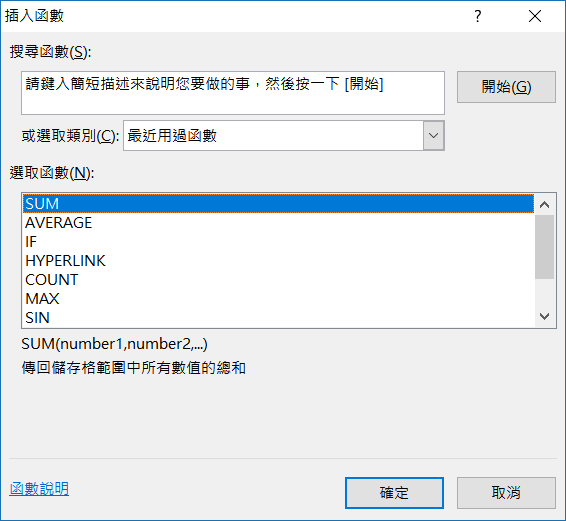 插入函數
搜尋函數(S):
請鍵入簡短描述來說明您要做的事，然後按一下 [開始]
開始(G)
或選取類別(C): 最近用過函數
選取函數(N):
SUM
AVERAGE
IF
HYPERLINK
COUNT
MAX
SIN
SUM(number1,number2,...)
傳回儲存格範圍中所有數值的總和
函數說明
確定
取消